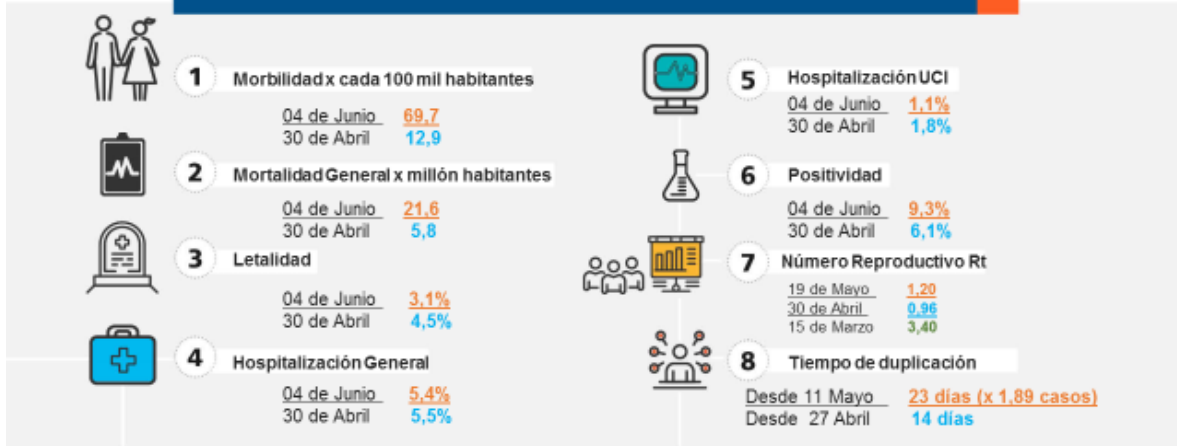 1 Morbilidad x cada 100 mil habitantes
04 de Junio 69,7
30 de Abril 12,9
2 Mortalidad General x millón habitantes
04 de Junio 21,6
30 de Abril 5,8
3 Letalidad
04 de Junio 3,1%
30 de Abril 4,5%
4 Hospitalización General
04 de Junio 5,4%
30 de Abril 5,5%
5 Hospitalización UCI
04 de Junio 1,1%
30 de Abril 1,8%
6 Positividad
04 de Junio 9,3%
30 de Abril 6,1%
7 Número Reproductivo Rt
19 de Mayo 1,20
30 de Abril 0,96
15 de Marzo 3,40
8 Tiempo de duplicación
Desde 11 Mayo 23 días (x 1,89 casos)
Desde 27 Abril 14 días